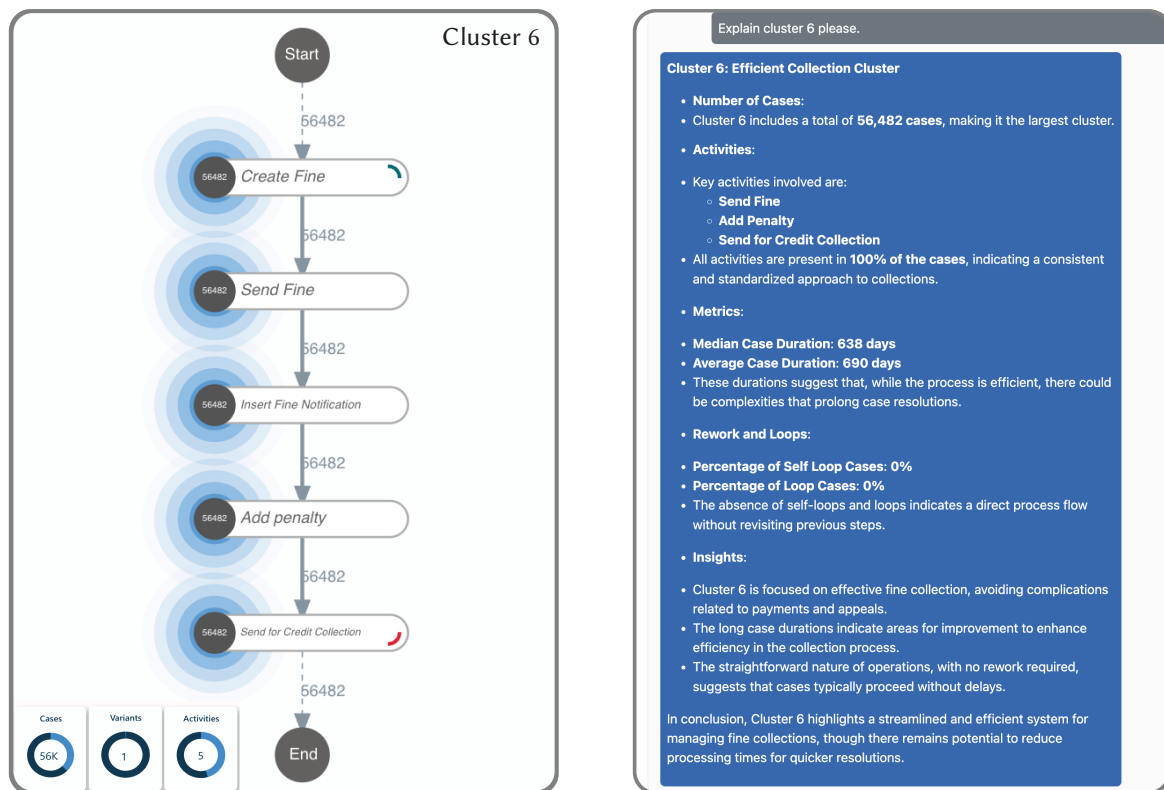 Cluster 6
Start
56482
56482
Create Fine
56482
56482
Send Fine
56482
56482
Insert Fine Notification
56482
56482
Add penalty
56482
56482
Send for Credit Collection
56482
End
Cases
56K
Variants
1
Activities
5
Explain cluster 6 please.
Cluster 6: Efficient Collection Cluster
• Number of Cases:
• Cluster 6 includes a total of 56,482 cases, making it the largest cluster.
• Activities:
• Key activities involved are:
◦ Send Fine
◦ Add Penalty
◦ Send for Credit Collection
• All activities are present in 100% of the cases, indicating a consistent
and standardized approach to collections.
• Metrics:
• Median Case Duration: 638 days
• Average Case Duration: 690 days
• These durations suggest that, while the process is efficient, there could
be complexities that prolong case resolutions.
• Rework and Loops:
• Percentage of Self Loop Cases: 0%
• Percentage of Loop Cases: 0%
• The absence of self-loops and loops indicates a direct process flow
without revisiting previous steps.
• Insights:
• Cluster 6 is focused on effective fine collection, avoiding complications
related to payments and appeals.
• The long case durations indicate areas for improvement to enhance
efficiency in the collection process.
• The straightforward nature of operations, with no rework required,
suggests that cases typically proceed without delays.
In conclusion, Cluster 6 highlights a streamlined and efficient system for
managing fine collections, though there remains potential to reduce
processing times for quicker resolutions.